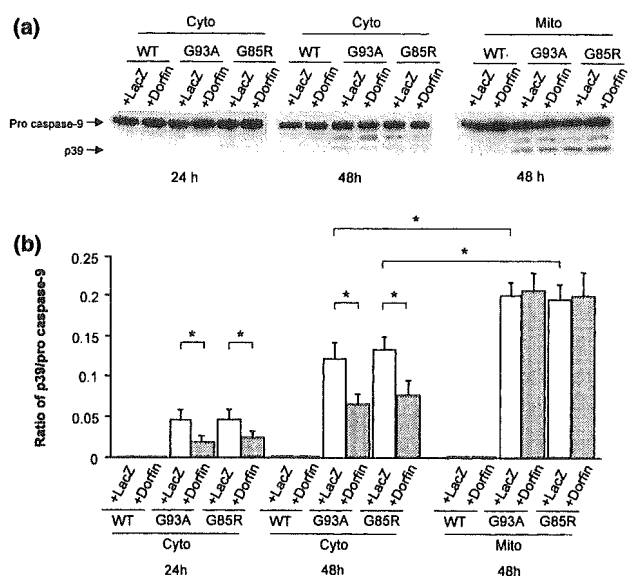 (a)
Cyto Cyto Mito
WT G93A G85R WT G93A G85R WT. G93A G85R
+LacZ +Dorfin +LacZ +Dorfin +LacZ +Dorfin +LacZ +Dorfin +LacZ +Dorfin +LacZ +Dorfin +LacZ +Dorfin +LacZ +Dorfin +LacZ +Dorfin
Pro caspase-9
p39
24 h 48h 48 h
(b)
* *
0.25
0.2
0.15
0.1
0.05
0
Ratio of p39/pro caspase-9
* * * *
+LacZ +Dorfin +LacZ +Dorfin +LacZ +Dorfin +LacZ +Dorfin +LacZ +Dorfin +LacZ +Dorfin +LacZ +Dorfin +LacZ +Dorfin +LacZ +Dorfin
WT G93A G85R WT G93A G85R WT G93A G85R
Cyto Cyto Mito
24h 48h 48h